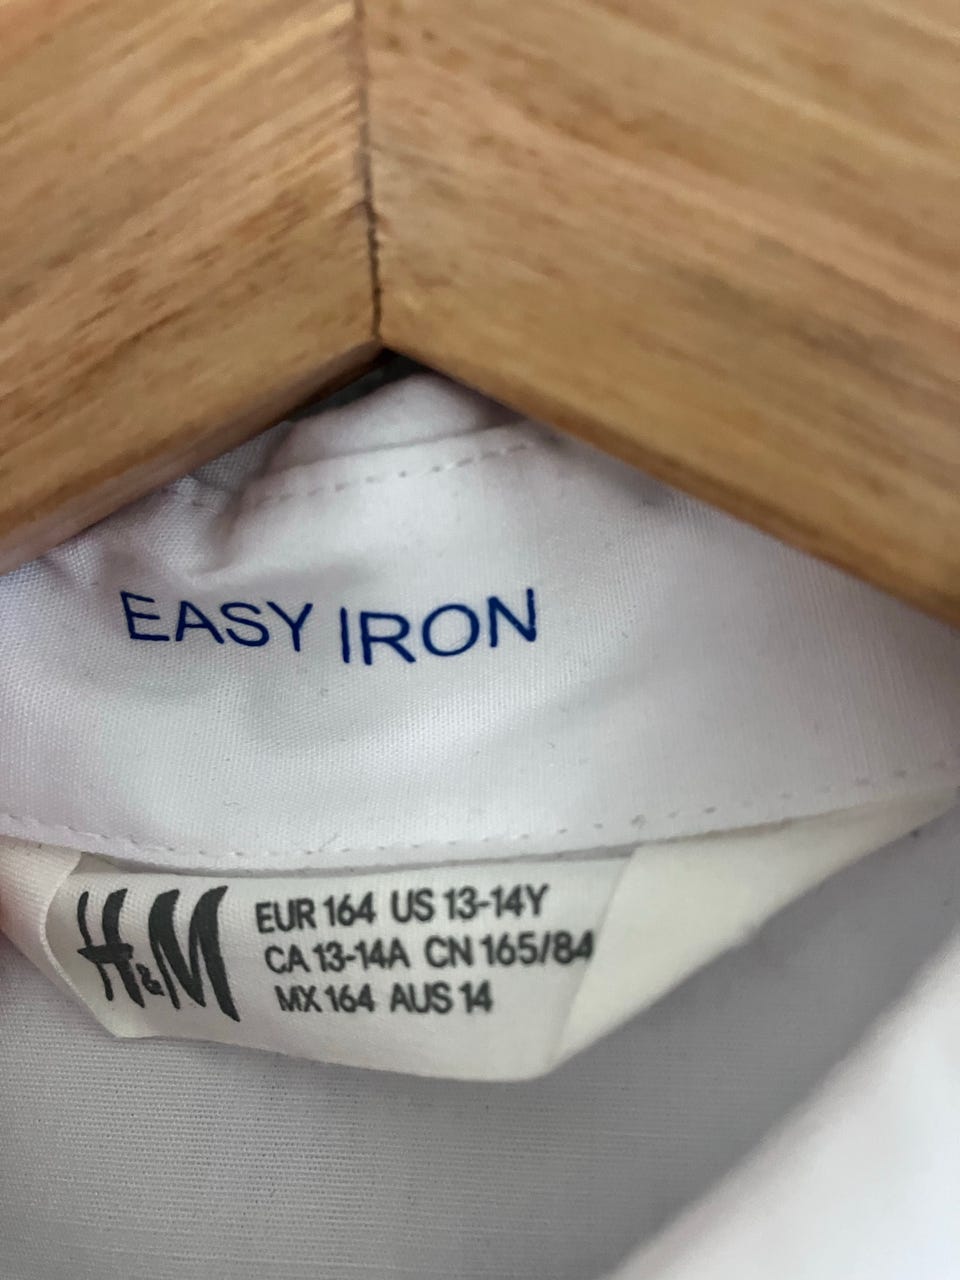 EASY IRON
H&M
EUR 164 US 13-14Y
CA 13-14A CN 165/84
MX 164 AUS 14